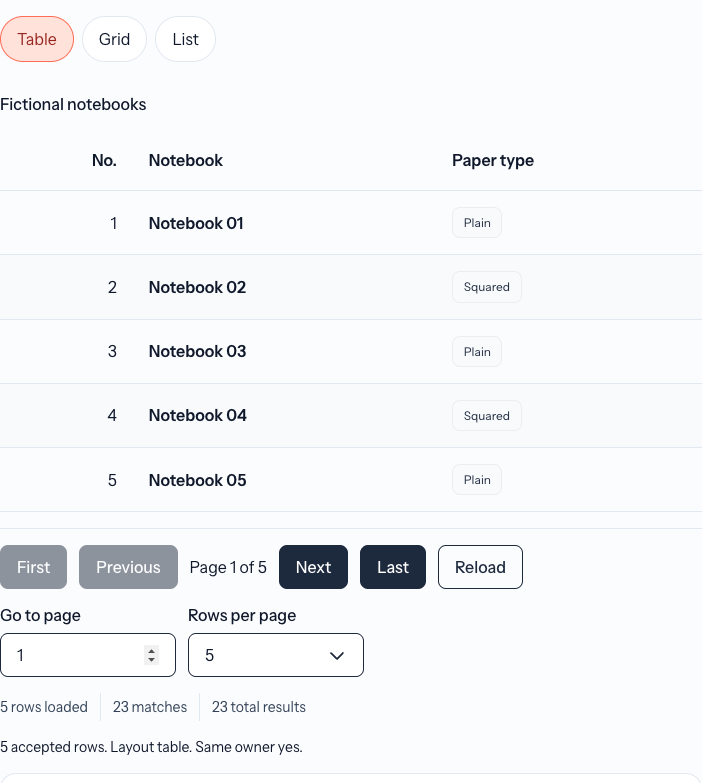 Table Grid List
Fictional notebooks
No. Notebook Paper type
1 Notebook 01 Plain
2 Notebook 02 Squared
3 Notebook 03 Plain
4 Notebook 04 Squared
5 Notebook 05 Plain
First Previous Page 1 of 5 Next Last Reload
Go to page Rows per page
1 5
5 rows loaded 23 matches 23 total results
5 accepted rows. Layout table. Same owner yes.